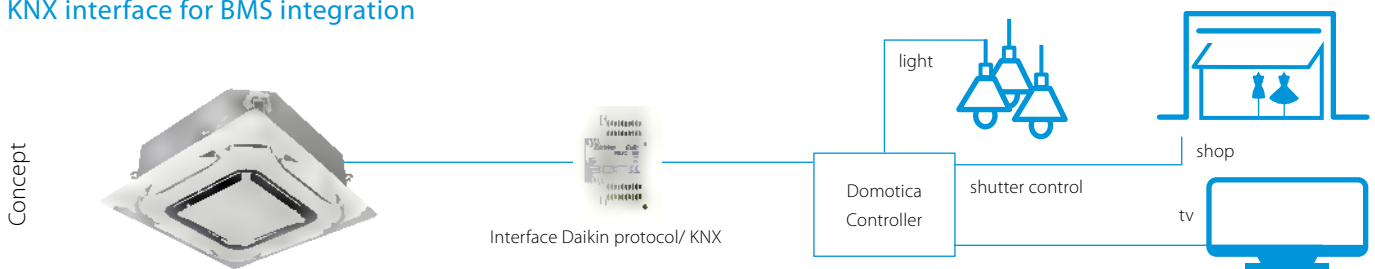 KNX interface for BMS integration
Concept
Interface Daikin protocol/ KNX
Domotica
Controller
light
shutter control
shop
tv